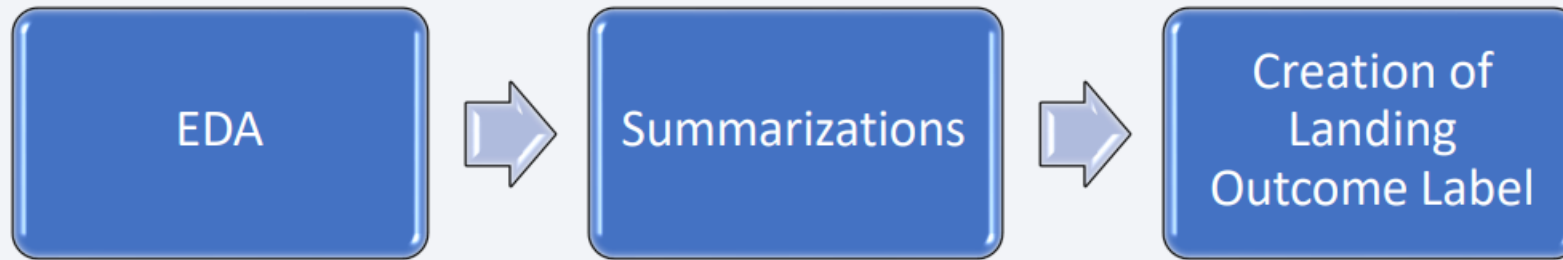 EDA
Summarizations
Creation of
Landing
Outcome Label